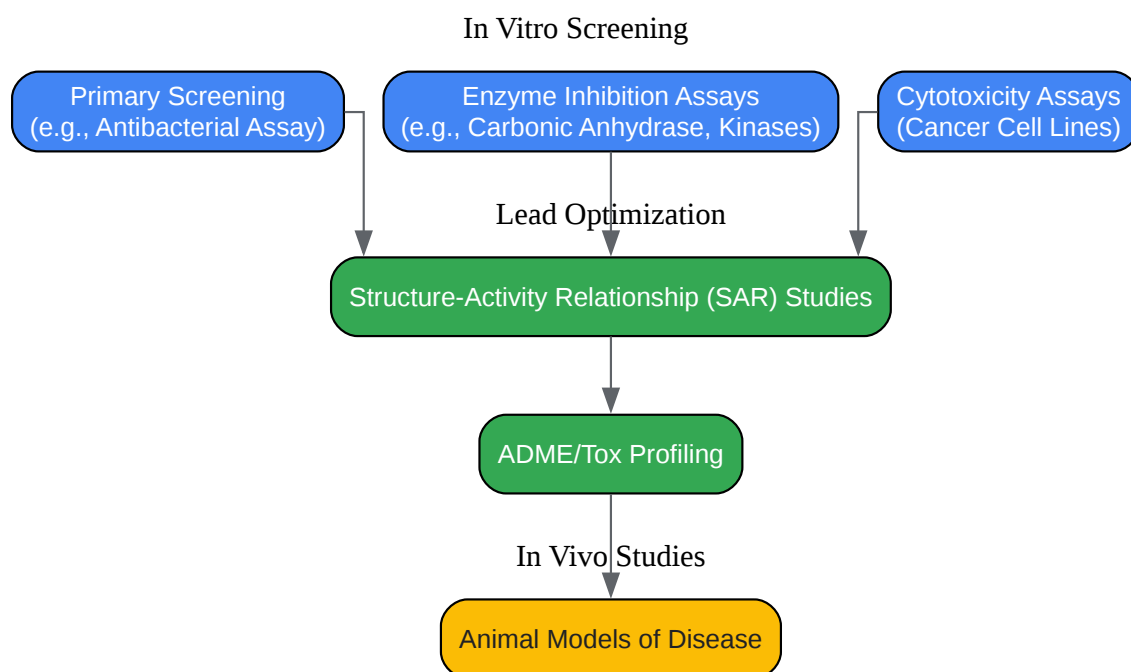 In Vitro Screening
Primary Screening
(e.g., Antibacterial Assay)
Enzyme Inhibition Assays
(e.g., Carbonic Anhydrase, Kinases)
Cytotoxicity Assays
(Cancer Cell Lines)
Lead Optimization
Structure-Activity Relationship (SAR) Studies
ADME/Tox Profiling
In Vivo Studies
Animal Models of Disease